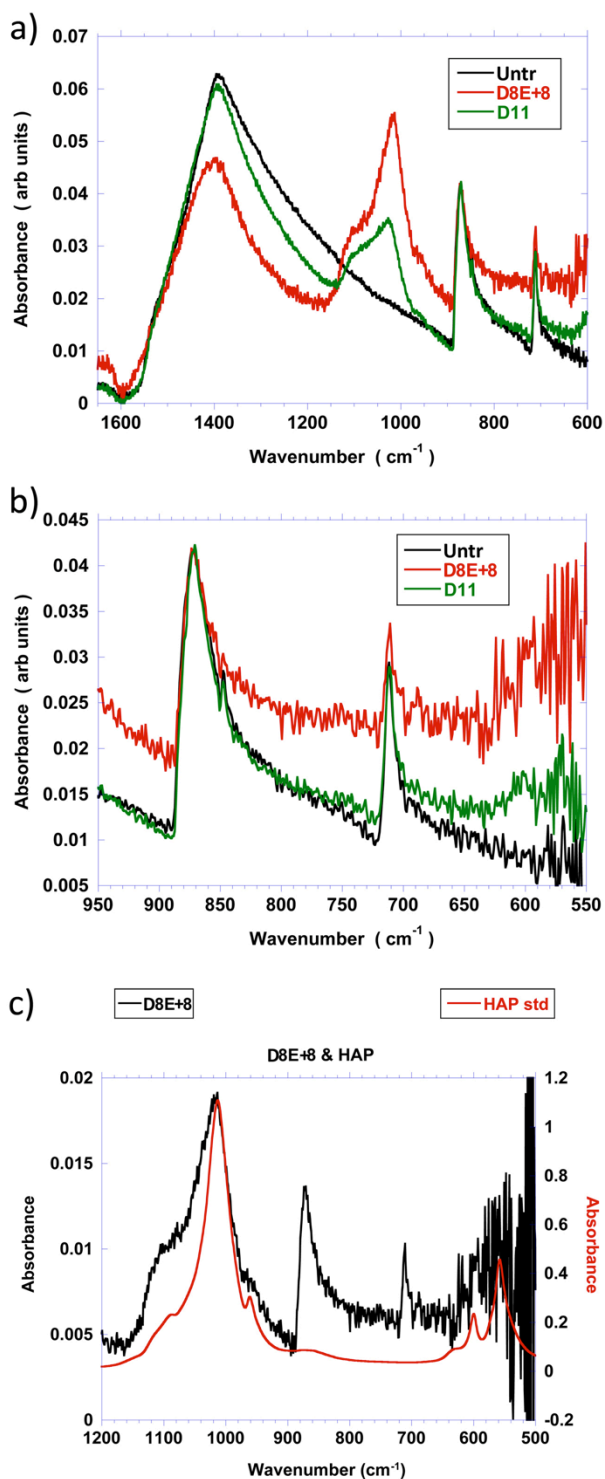 a)
0.07
0.06
0.05
0.04
0.03
0.02
0.01
0
Absorbance ( arb units )
Untr
D8E+8
D11
1600 1400 1200 1000 800 600
Wavenumber ( cm-1 )
b)
0.045
0.04
0.035
0.03
0.025
0.02
0.015
0.01
0.005
Absorbance ( arb units )
Untr
D8E+8
D11
950 900 850 800 750 700 650 600 550
Wavenumber ( cm-1 )
c)
D8E+8
HAP std
D8E+8 & HAP
0.02
0.015
0.01
0.005
0
Absorbance
1.2
1
0.8
0.6
0.4
0.2
0
-0.2
Absorbance
1200 1100 1000 900 800 700 600 500
Wavenumber (cm-1)